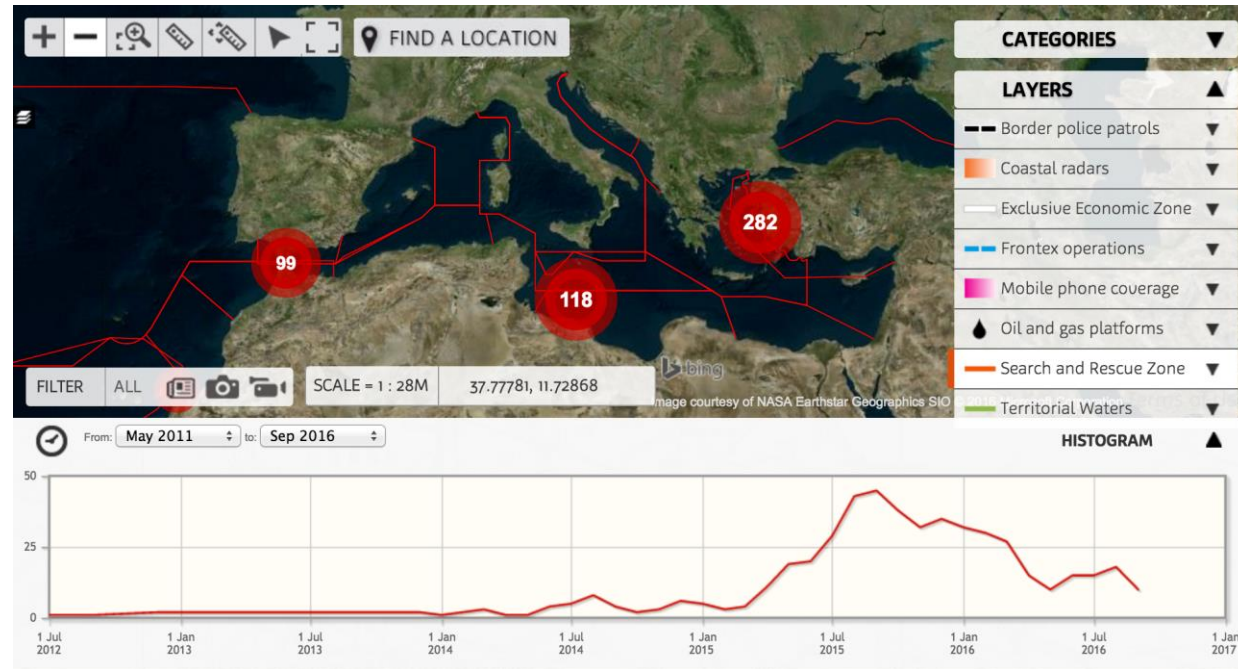 FIND A LOCATION
CATEGORIES
LAYERS
Border police patrols
Coastal radars
Exclusive Economic Zone
Frontex operations
Mobile phone coverage
Oil and gas platforms
Search and Rescue Zone
Territorial Waters
282
99
118
bing
FILTER ALL SCALE = 1 : 28M 37.77781, 11.72868
Image courtesy of NASA Earthstar Geographics SIO © 2016 Microsoft Corporation
From: May 2011 to: Sep 2016
HISTOGRAM
50
25
0
1 Jul 2012
1 Jan 2013
1 Jul 2013
1 Jan 2014
1 Jul 2014
1 Jan 2015
1 Jul 2015
1 Jan 2016
1 Jul 2016
1 Jan 2017